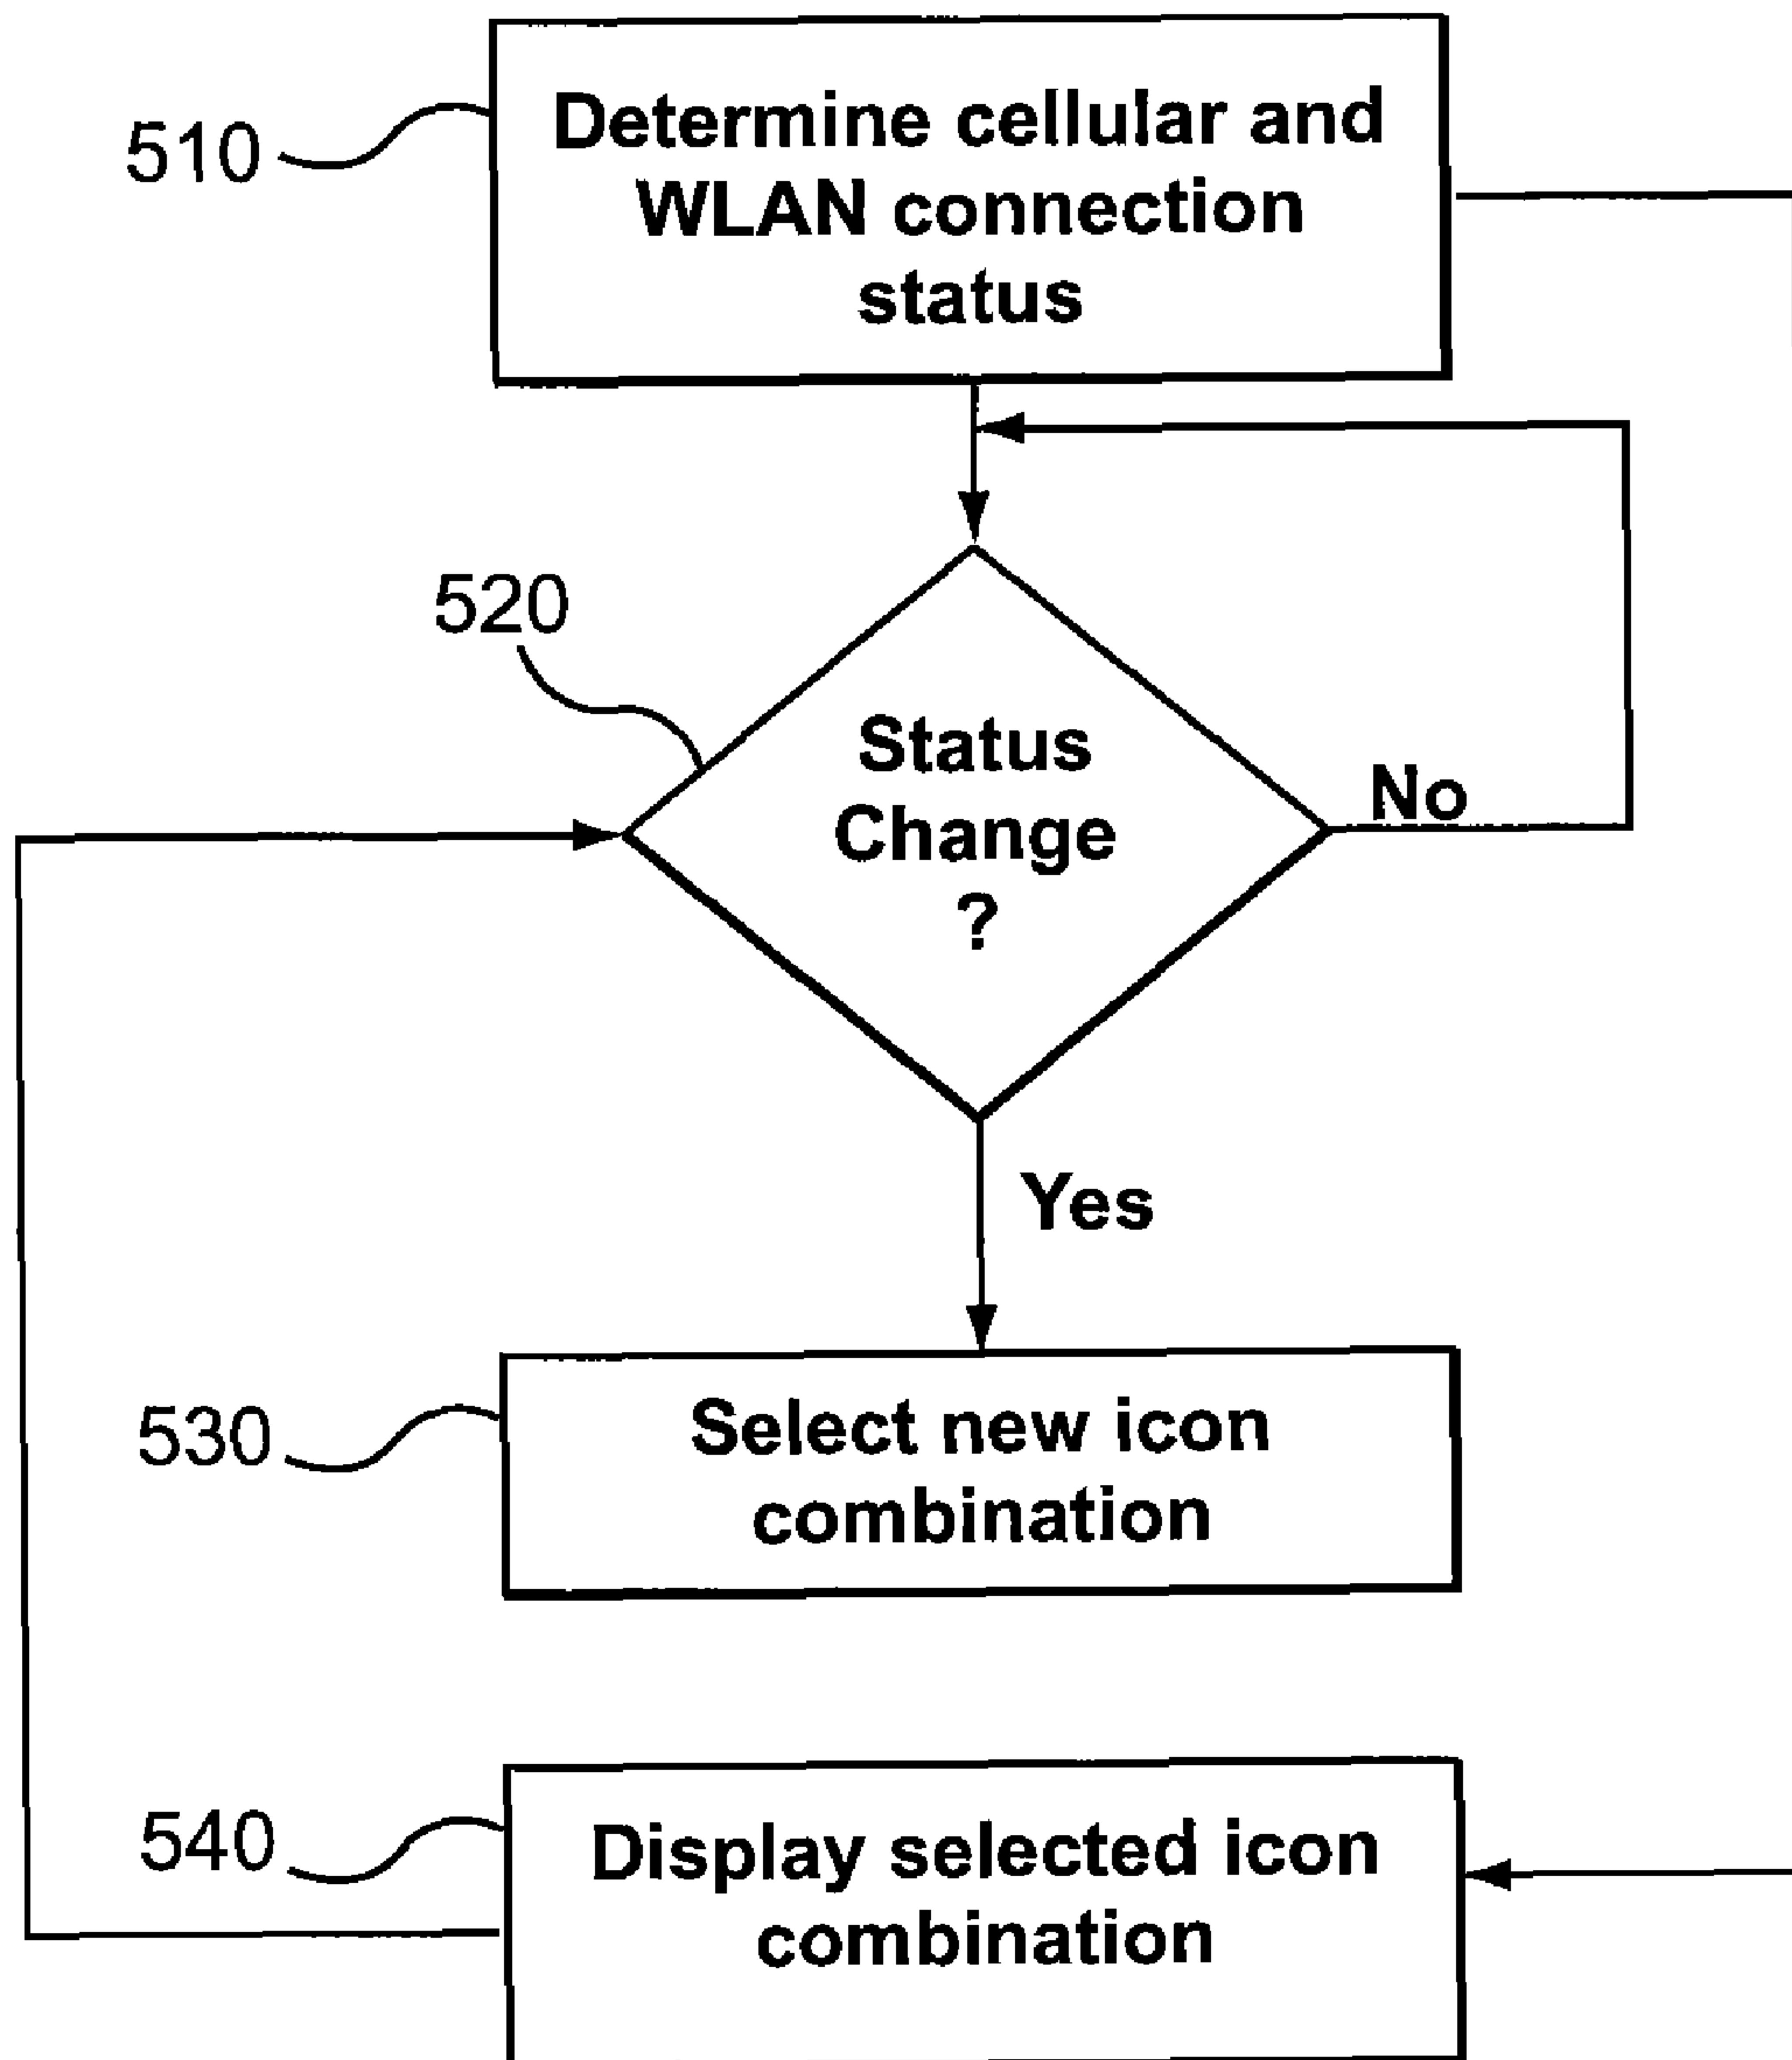 510
Determine cellular and
WLAN connection
status
520
Status
Change
?
No
Yes
530
Select new icon
combination
540
Display selected icon
combination